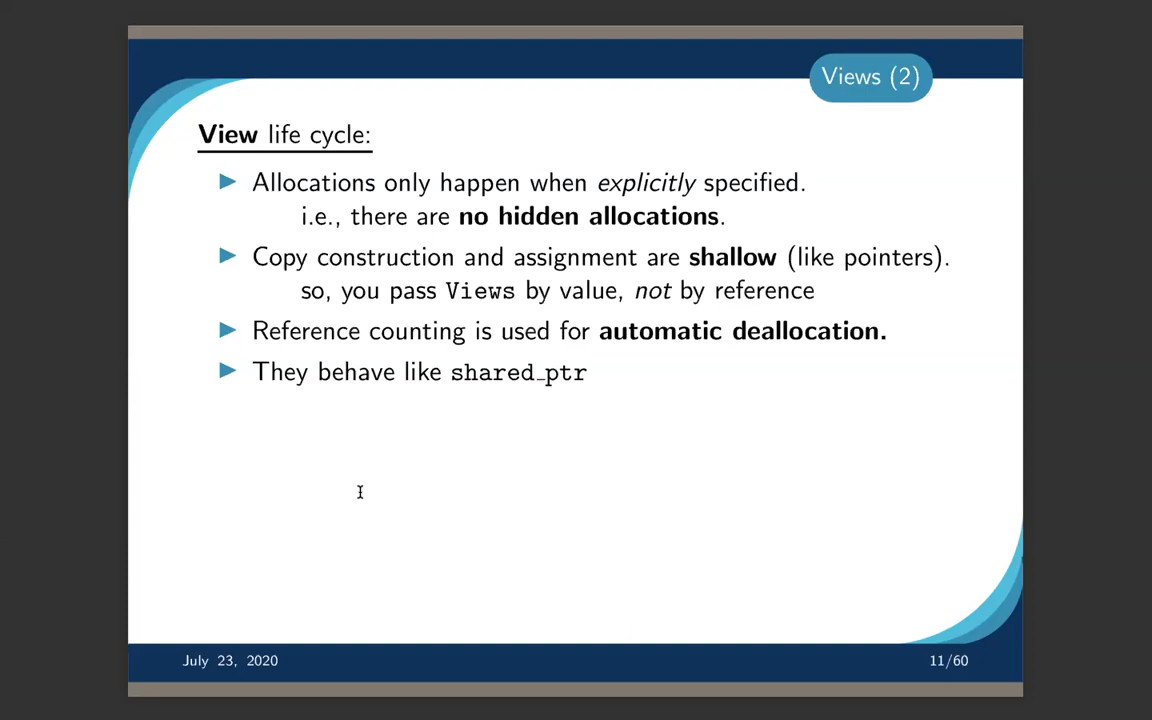 Views (2)
View life cycle:
Allocations only happen when explicitly specified.
i.e., there are no hidden allocations.
Copy construction and assignment are shallow (like pointers).
so, you pass Views by value, not by reference
Reference counting is used for automatic deallocation.
They behave like shared_ptr
July 23, 2020
11/60